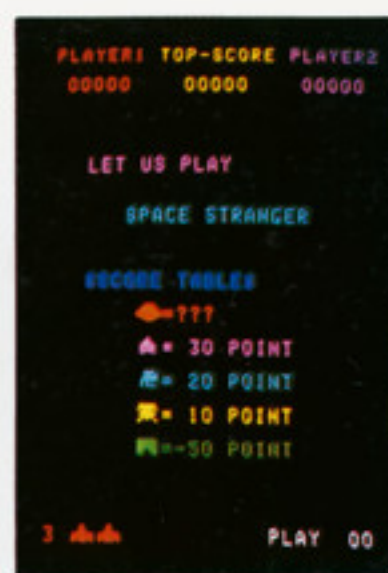 PLAYER1 TOP-SCORE PLAYER2
00000 00000 00000
LET US PLAY
SPACE STRANGER
*SCORE TABLE*
=???
= 30 POINT
= 20 POINT
= 10 POINT
=-50 POINT
3 PLAY 00